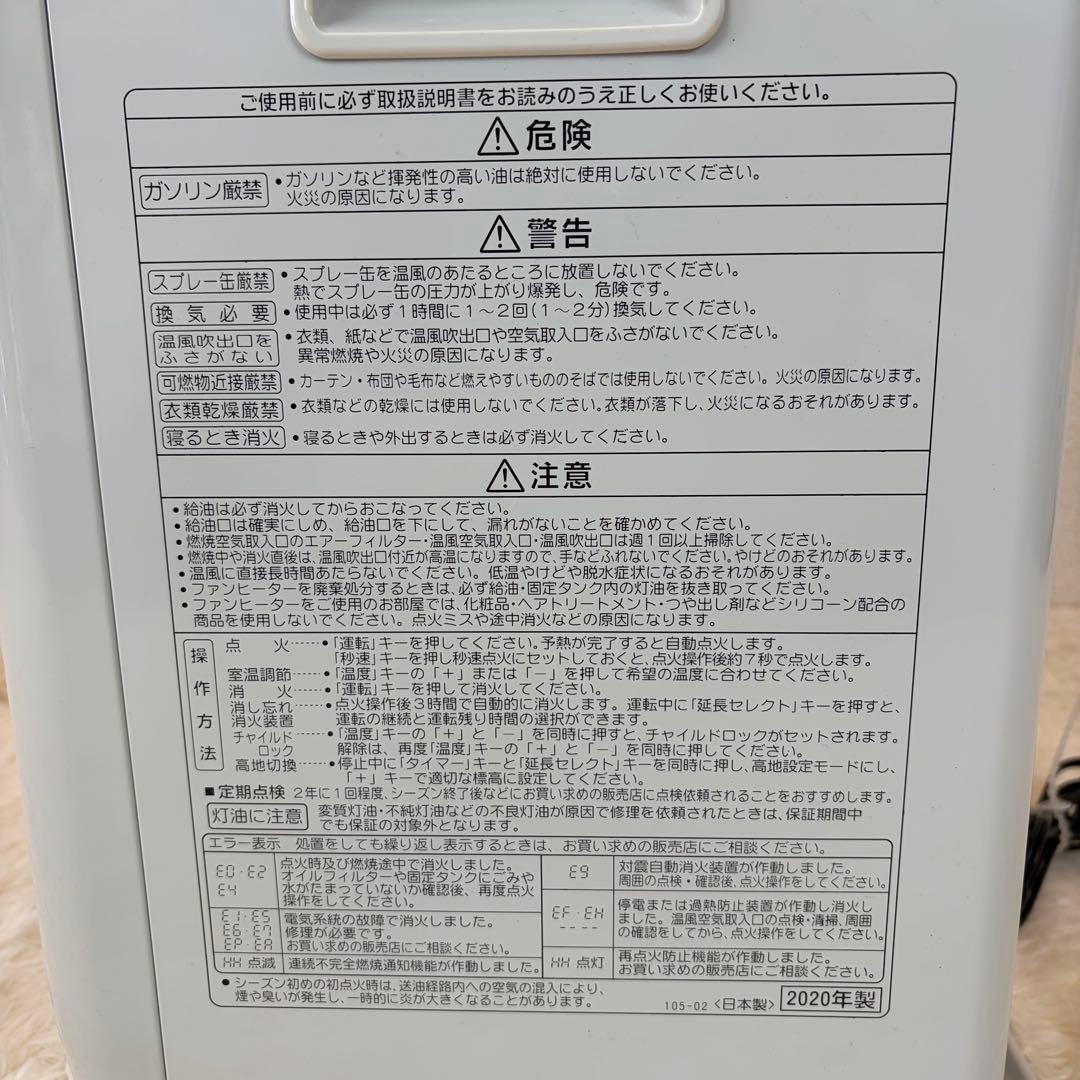 ご使用前に必ず取扱説明書をお読みのうえ正しくお使いください。
危険
ガソリン厳禁
•ガソリンなど揮発性の高い油は絶対に使用しないでください。
火災の原因になります。
警告
スプレー缶厳禁
•スプレー缶を温風のあたるところに放置しないでください。
熱でスプレー缶の圧力が上がり爆発し、危険です。
換気必要
•使用中は必ず1時間に1〜2回(1〜2分)換気してください。
温風吹出口を
ふさがない
•衣類、紙などで温風吹出口や空気取入口をふさがないでください。
異常燃焼や火災の原因になります。
可燃物近接厳禁
•カーテン・布団や毛布など燃えやすいもののそばでは使用しないでください。火災の原因になります。
衣類乾燥厳禁
•衣類などの乾燥には使用しないでください。衣類が落下し、火災になるおそれがあります。
寝るとき消火
•寝るときや外出するときは必ず消火してください。
注意
•給油は必ず消火してからおこなってください。
•給油口は確実にしめ、給油口を下にして、漏れがないことを確かめてください。
•燃焼空気取入口のエアーフィルター・温風空気取入口・温風吹出口は週1回以上掃除してください。
•燃焼中や消火直後は、温風吹出口付近が高温になりますので、手などふれないでください。やけどのおそれがあります。
•温風に直接長時間あたらないでください。低温やけどや脱水症状になるおそれがあります。
•ファンヒーターを廃棄処分するときは、必ず給油・固定タンク内の灯油を抜き取ってください。
•ファンヒーターをご使用のお部屋では、化粧品・ヘアトリートメント・つや出し剤などシリコーン配合の
商品を使用しないでください。点火ミスや途中消火などの原因になります。
操作方法
点火……•「運転」キーを押してください。予熱が完了すると自動点火します。
「秒速」キーを押し秒速点火にセットしておくと、点火操作後約7秒で点火します。
室温調節……•「温度」キーの「+」または「−」を押して希望の温度に合わせてください。
消火……•「運転」キーを押して消火してください。
消し忘れ……•点火操作後3時間で自動的に消火します。運転中に「延長セレクト」キーを押すと、
消火装置 運転の継続と運転残り時間の選択ができます。
チャイルド……•「温度」キーの「+」と「−」を同時に押すと、チャイルドロックがセットされます。
ロック 解除は、再度「温度」キーの「+」と「−」を同時に押してください。
高地切換……•停止中に「タイマー」キーと「延長セレクト」キーを同時に押し、高地設定モードにし、
「+」キーで適切な標高に設定してください。
■定期点検 2年に1回程度、シーズン終了後などにお買い求めの販売店に点検依頼されることをおすすめします。
灯油に注意
変質灯油・不純灯油などの不良灯油が原因で修理を依頼されたときは、保証期間中
でも保証の対象外となります。
エラー表示 処置をしても繰り返し表示するときは、お買い求めの販売店にご相談ください。
E0・E2
E4
点火時及び燃焼途中で消火しました。
オイルフィルターや固定タンクにごみや
水がたまっていないか確認後、再度点火
操作をしてください。
E1・E5
E6・E7
EP・EA
電気系統の故障で消火しました。
修理が必要です。
お買い求めの販売店にご相談ください。
HH 点滅
連続不完全燃焼通知機能が作動しました。
E9
対震自動消火装置が作動しました。
周囲の点検・確認後、点火操作をしてください。
EF・EH
----
停電または過熱防止装置が作動し消火し
ました。温風空気取入口の点検・清掃、周囲
の確認をしてから、点火操作をしてください。
HH 点灯
再点火防止機能が作動しました。
お買い求めの販売店にご相談ください。
•シーズン初めの初点火時は、送油経路内への空気の混入により、
煙や臭いが発生し、一時的に炎が大きくなることがあります。
105-02 <日本製> 2020年製